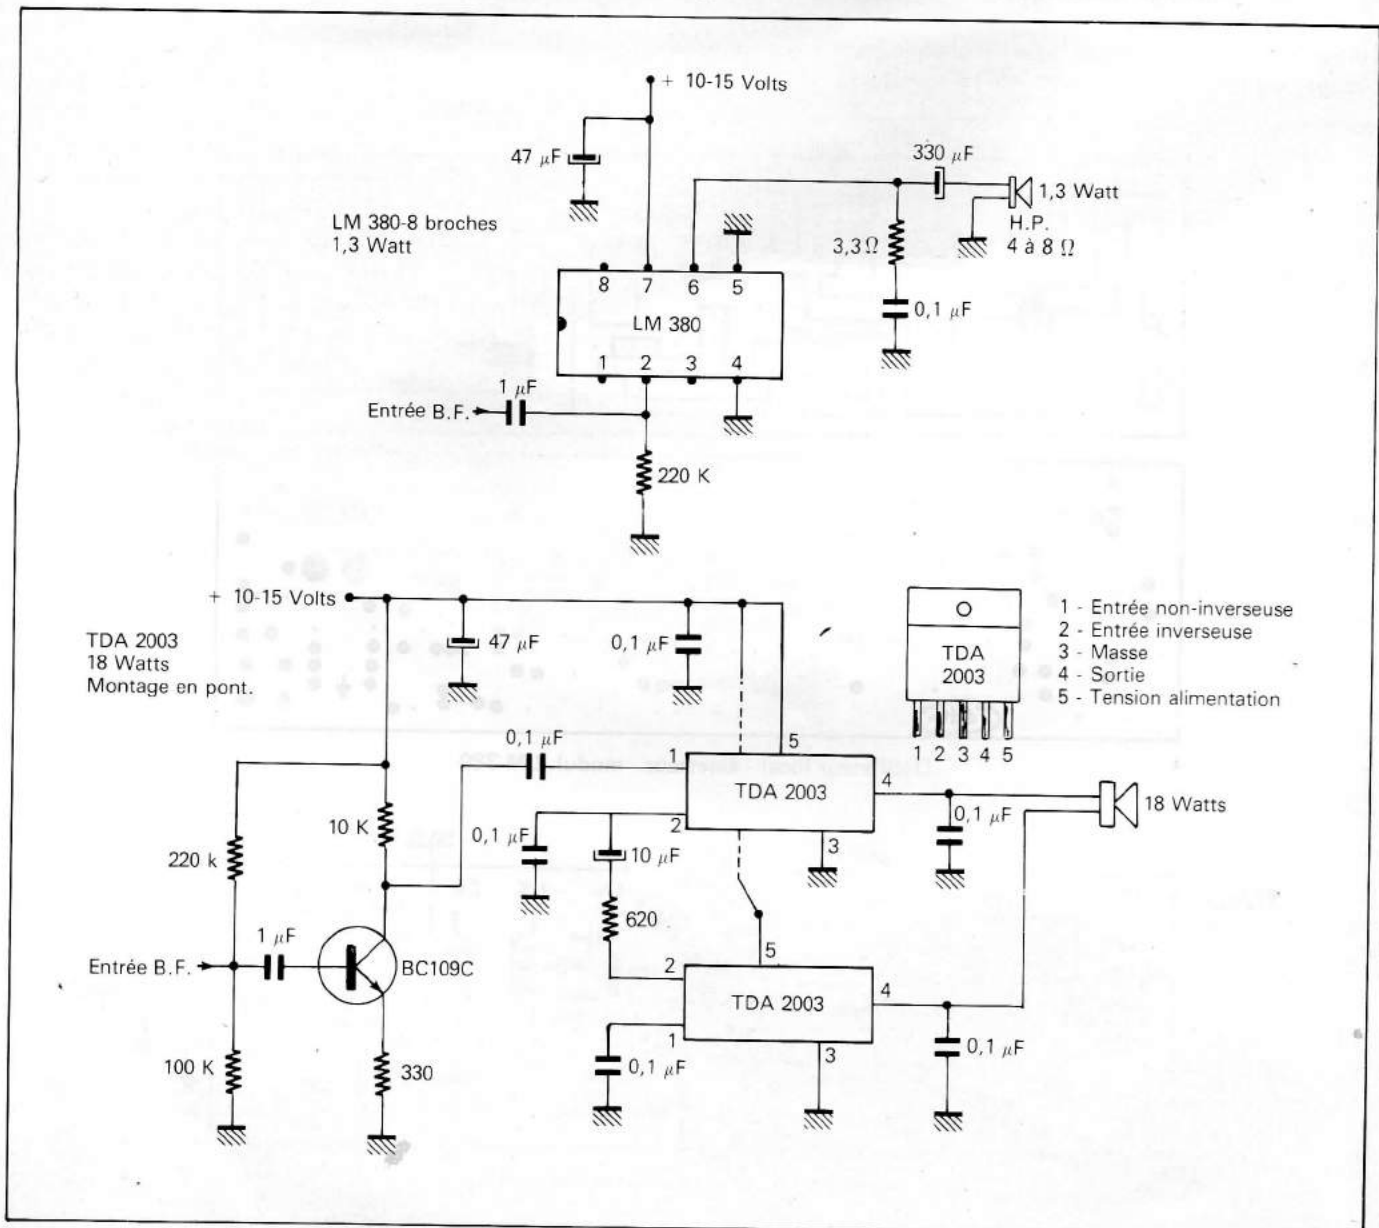 + 10-15 Volts
47 µF
330 µF
1,3 Watt
H.P.
4 à 8 Ω
LM 380-8 broches
1,3 Watt
3,3 Ω
0,1 µF
8 7 6 5
LM 380
1 2 3 4
1 µF
Entrée B.F.
220 K
+ 10-15 Volts
TDA 2003
18 Watts
Montage en pont.
47 µF
0,1 µF
TDA
2003
1 2 3 4 5
1 - Entrée non-inverseuse
2 - Entrée inverseuse
3 - Masse
4 - Sortie
5 - Tension alimentation
0,1 µF
1
5
TDA 2003
4
2
3
18 Watts
0,1 µF
10 K
0,1 µF
10 µF
220 k
620
1 µF
Entrée B.F.
BC109C
5
2
TDA 2003
4
1
3
0,1 µF
0,1 µF
100 K
330